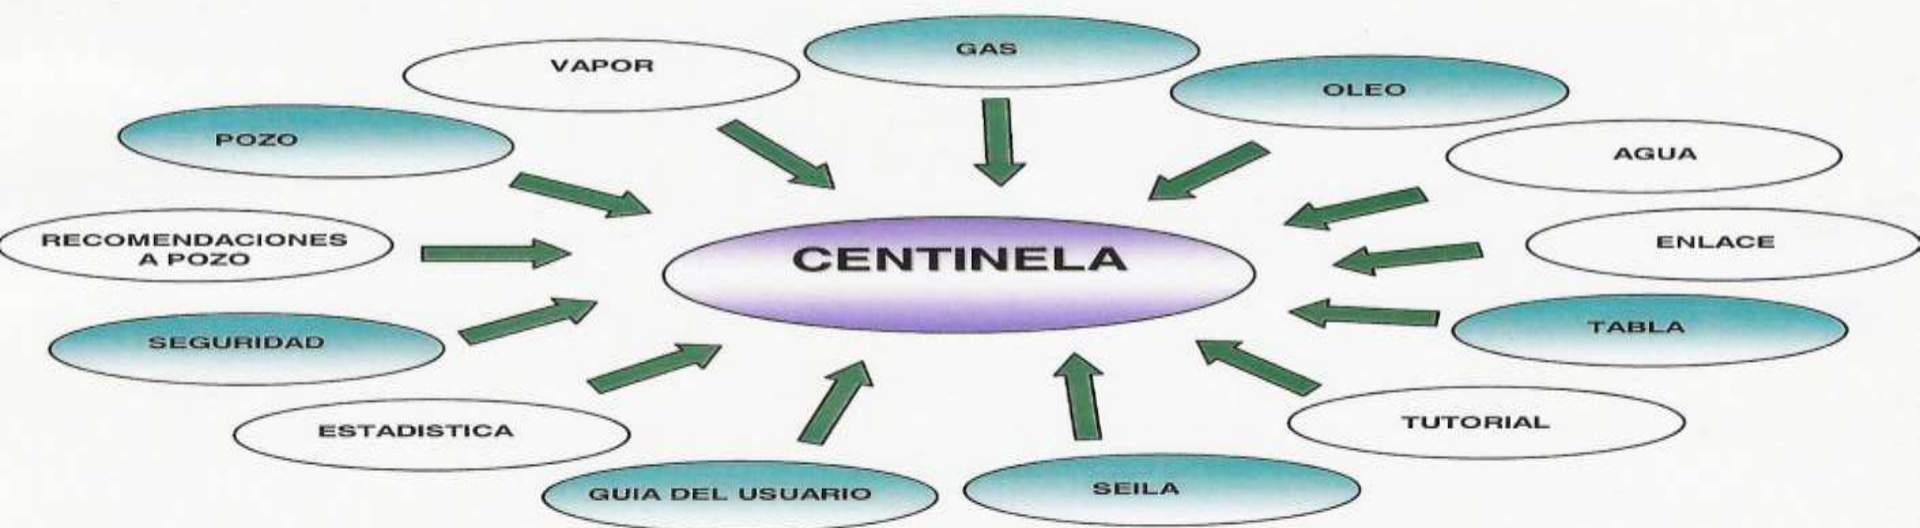 GAS
VAPOR
OLEO
POZO
AGUA
RECOMENDACIONES
A POZO
CENTINELA
ENLACE
SEGURIDAD
TABLA
ESTADISTICA
TUTORIAL
GUIA DEL USUARIO
SEILA